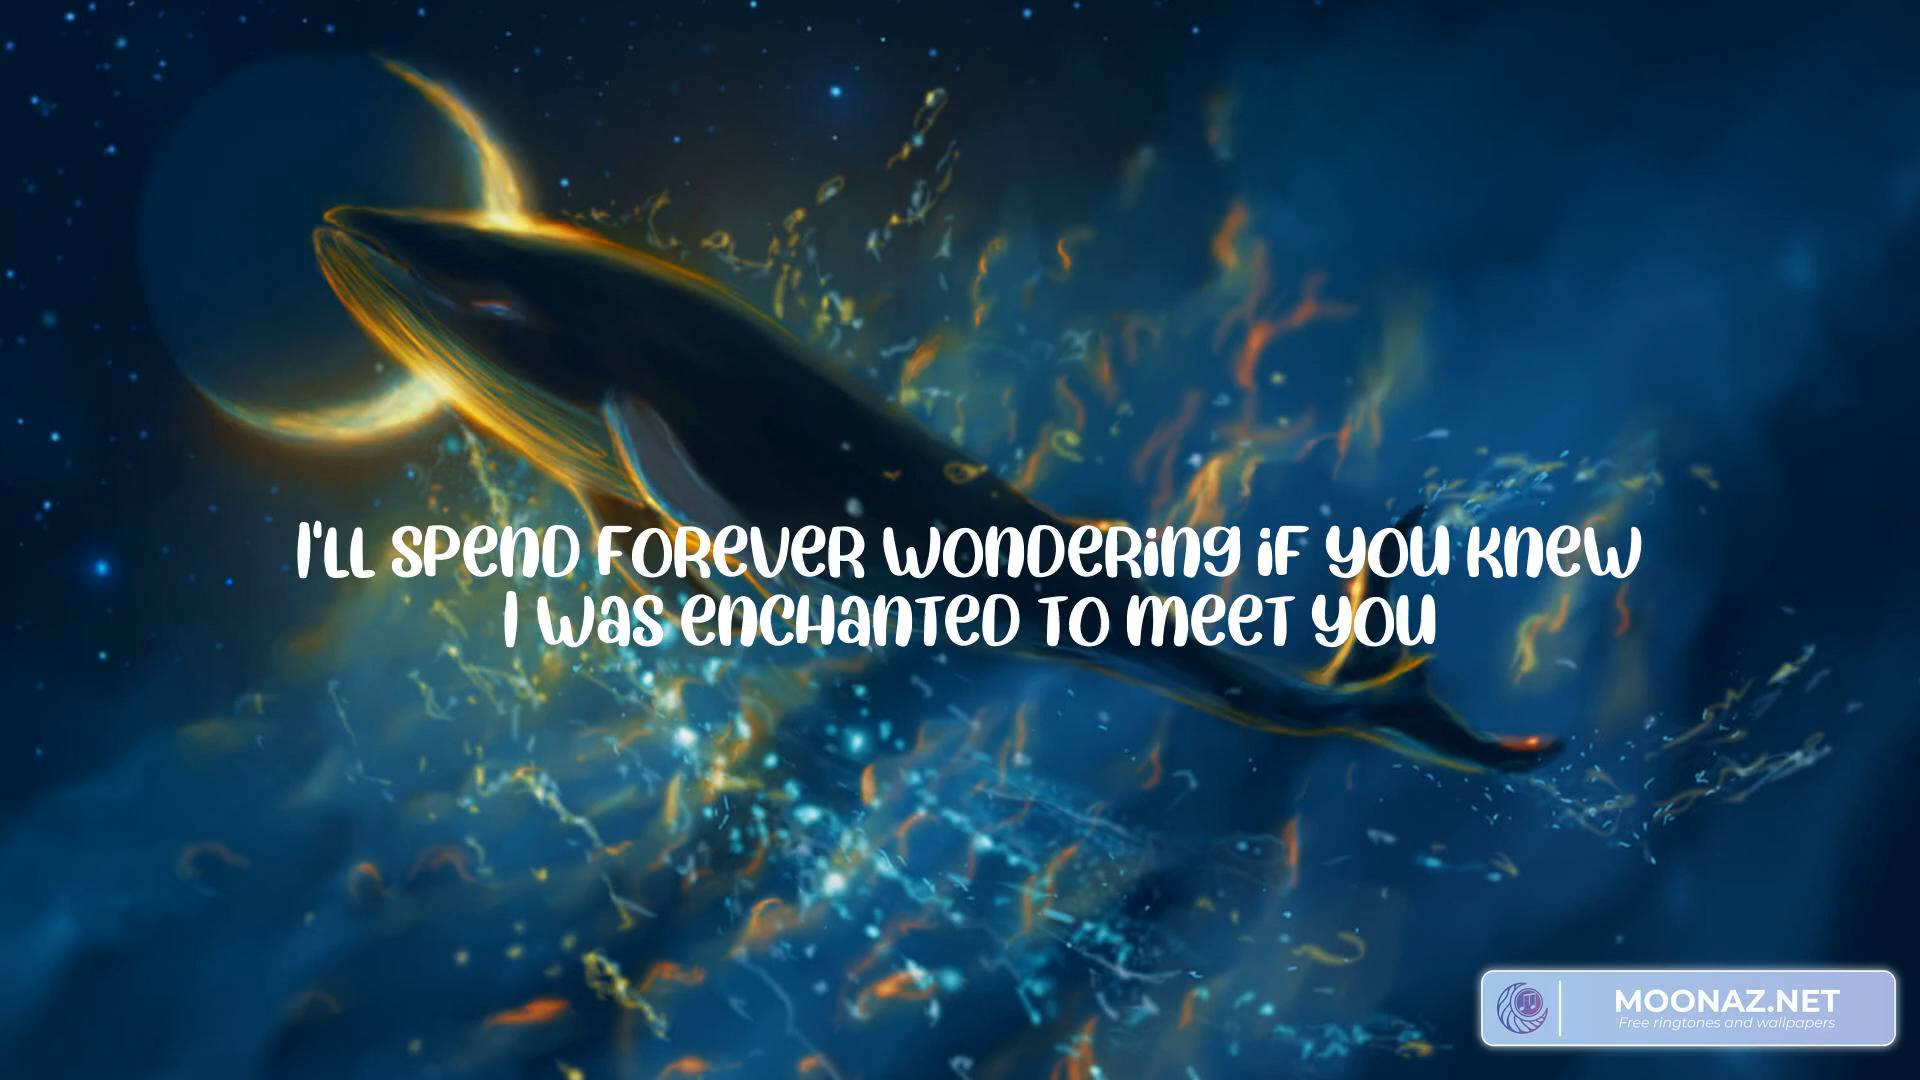 I'LL SPEND FOREVER WONDERING IF YOU KNEW
I WAS ENCHANTED TO MEET YOU
MOONAZ.NET
Free ringtones and wallpapers